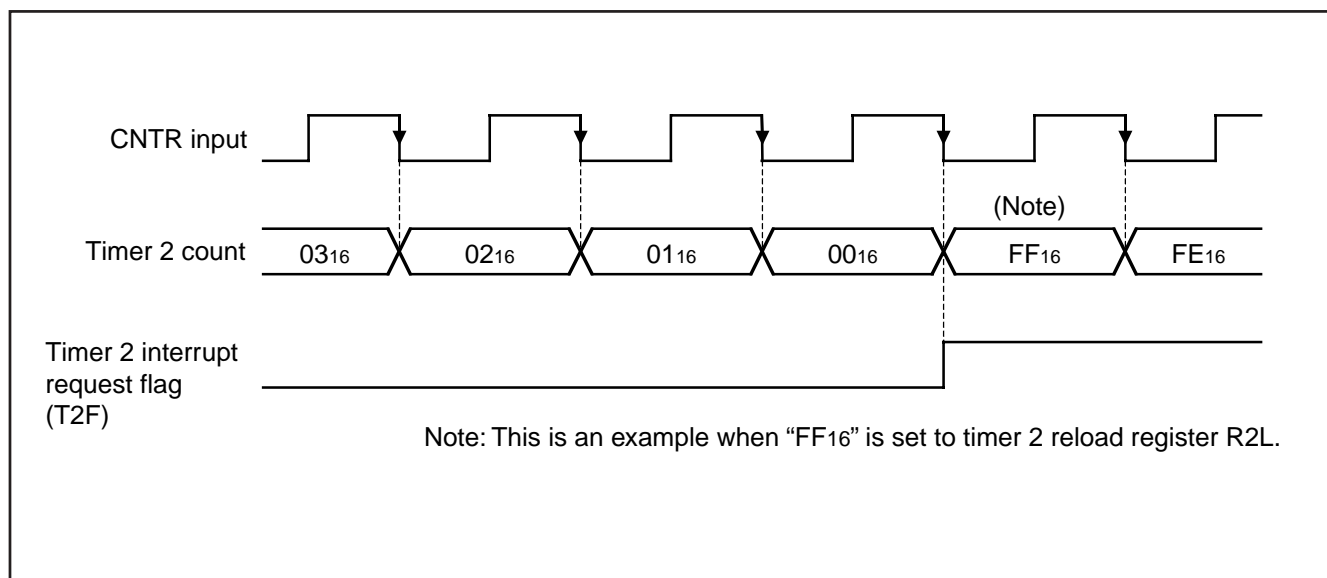 CNTR input
(Note)
Timer 2 count
0316
0216
0116
0016
FF16
FE16
Timer 2 interrupt
request flag
(T2F)
Note: This is an example when “FF16” is set to timer 2 reload register R2L.